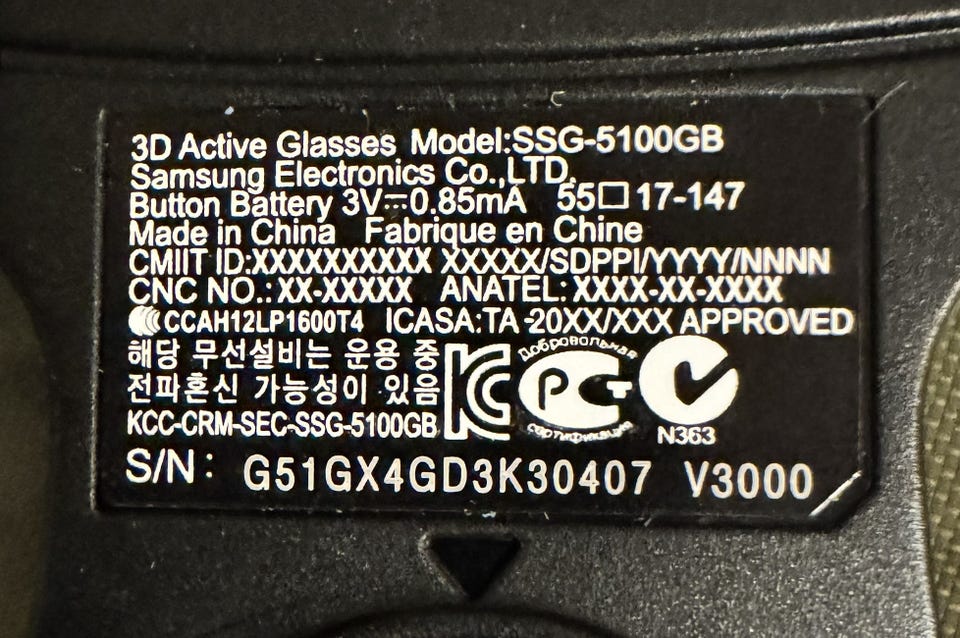 3D Active Glasses Model:SSG-5100GB
Samsung Electronics Co.,LTD.
Button Battery 3V⎓0.85mA 55□17-147
Made in China Fabrique en Chine
CMIIT ID:XXXXXXXXXX XXXXX/SDPPI/YYYY/NNNN
CNC NO.: XX-XXXXX ANATEL: XXXX-XX-XXXX
CCAH12LP1600T4 ICASA:TA-20XX/XXX APPROVED
해당 무선설비는 운용 중
전파혼신 가능성이 있음
KCC-CRM-SEC-SSG-5100GB
KC
Добровольная
РСТ
сертификация
N363
S/N: G51GX4GD3K30407 V3000